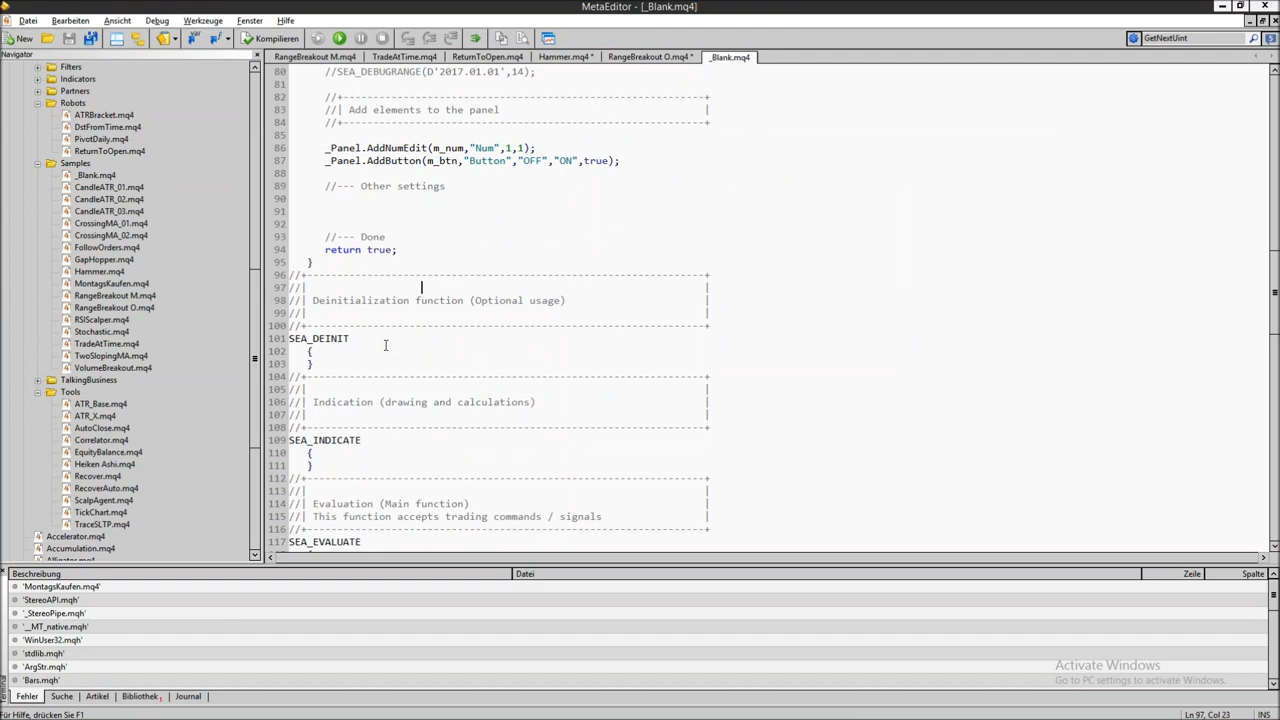 MetaEditor - [_Blank.mq4]
Datei Bearbeiten Ansicht Debug Werkzeuge Fenster Hilfe
New Kompilieren GetNextUint
Navigator
RangeBreakout M.mq4 TradeAtTime.mq4 ReturnToOpen.mq4 Hammer.mq4 * RangeBreakout O.mq4 * _Blank.mq4
Filters
Indicators
Partners
Robots
ATRBracket.mq4
DstFromTime.mq4
PivotDaily.mq4
ReturnToOpen.mq4
Samples
_Blank.mq4
CandleATR_01.mq4
CandleATR_02.mq4
CandleATR_03.mq4
CrossingMA_01.mq4
CrossingMA_02.mq4
FollowOrders.mq4
GapHopper.mq4
Hammer.mq4
MontagsKaufen.mq4
RangeBreakout M.mq4
RangeBreakout O.mq4
RSIScalper.mq4
Stochastic.mq4
TradeAtTime.mq4
TwoSlopingMA.mq4
VolumeBreakout.mq4
TalkingBusiness
Tools
ATR_Base.mq4
ATR_X.mq4
AutoClose.mq4
Correlator.mq4
EquityBalance.mq4
Heiken Ashi.mq4
Recover.mq4
RecoverAuto.mq4
ScalpAgent.mq4
TickChart.mq4
TraceSLTP.mq4
Accelerator.mq4
Accumulation.mq4
Alligator.mq4
80 //SEA_DEBUGRANGE(D'2017.01.01',14);
81
82 //+------------------------------------------------------------+
83 //| Add elements to the panel |
84 //+------------------------------------------------------------+
85
86 _Panel.AddNumEdit(m_num,"Num",1,1);
87 _Panel.AddButton(m_btn,"Button","OFF","ON",true);
88
89 //--- Other settings
90
91
92
93 //--- Done
94 return true;
95 }
96 //+------------------------------------------------------------------+
97 //| |
98 //| Deinitialization function (Optional usage) |
99 //| |
100 //+------------------------------------------------------------------+
101 SEA_DEINIT
102 {
103 }
104 //+------------------------------------------------------------------+
105 //| |
106 //| Indication (drawing and calculations) |
107 //| |
108 //+------------------------------------------------------------------+
109 SEA_INDICATE
110 {
111 }
112 //+------------------------------------------------------------------+
113 //| |
114 //| Evaluation (Main function) |
115 //| This function accepts trading commands / signals |
116 //+------------------------------------------------------------------+
117 SEA_EVALUATE
Beschreibung Datei Zeile Spalte
'MontagsKaufen.mq4'
'StereoAPI.mqh'
'_StereoPipe.mqh'
'__MT_native.mqh'
'WinUser32.mqh'
'stdlib.mqh'
'ArgStr.mqh'
'Bars.mqh'
Activate Windows
Go to PC settings to activate Windows.
Terminal
Fehler Suche Artikel Bibliothek Journal
Für Hilfe, drücken Sie F1 Ln 97, Col 23 INS